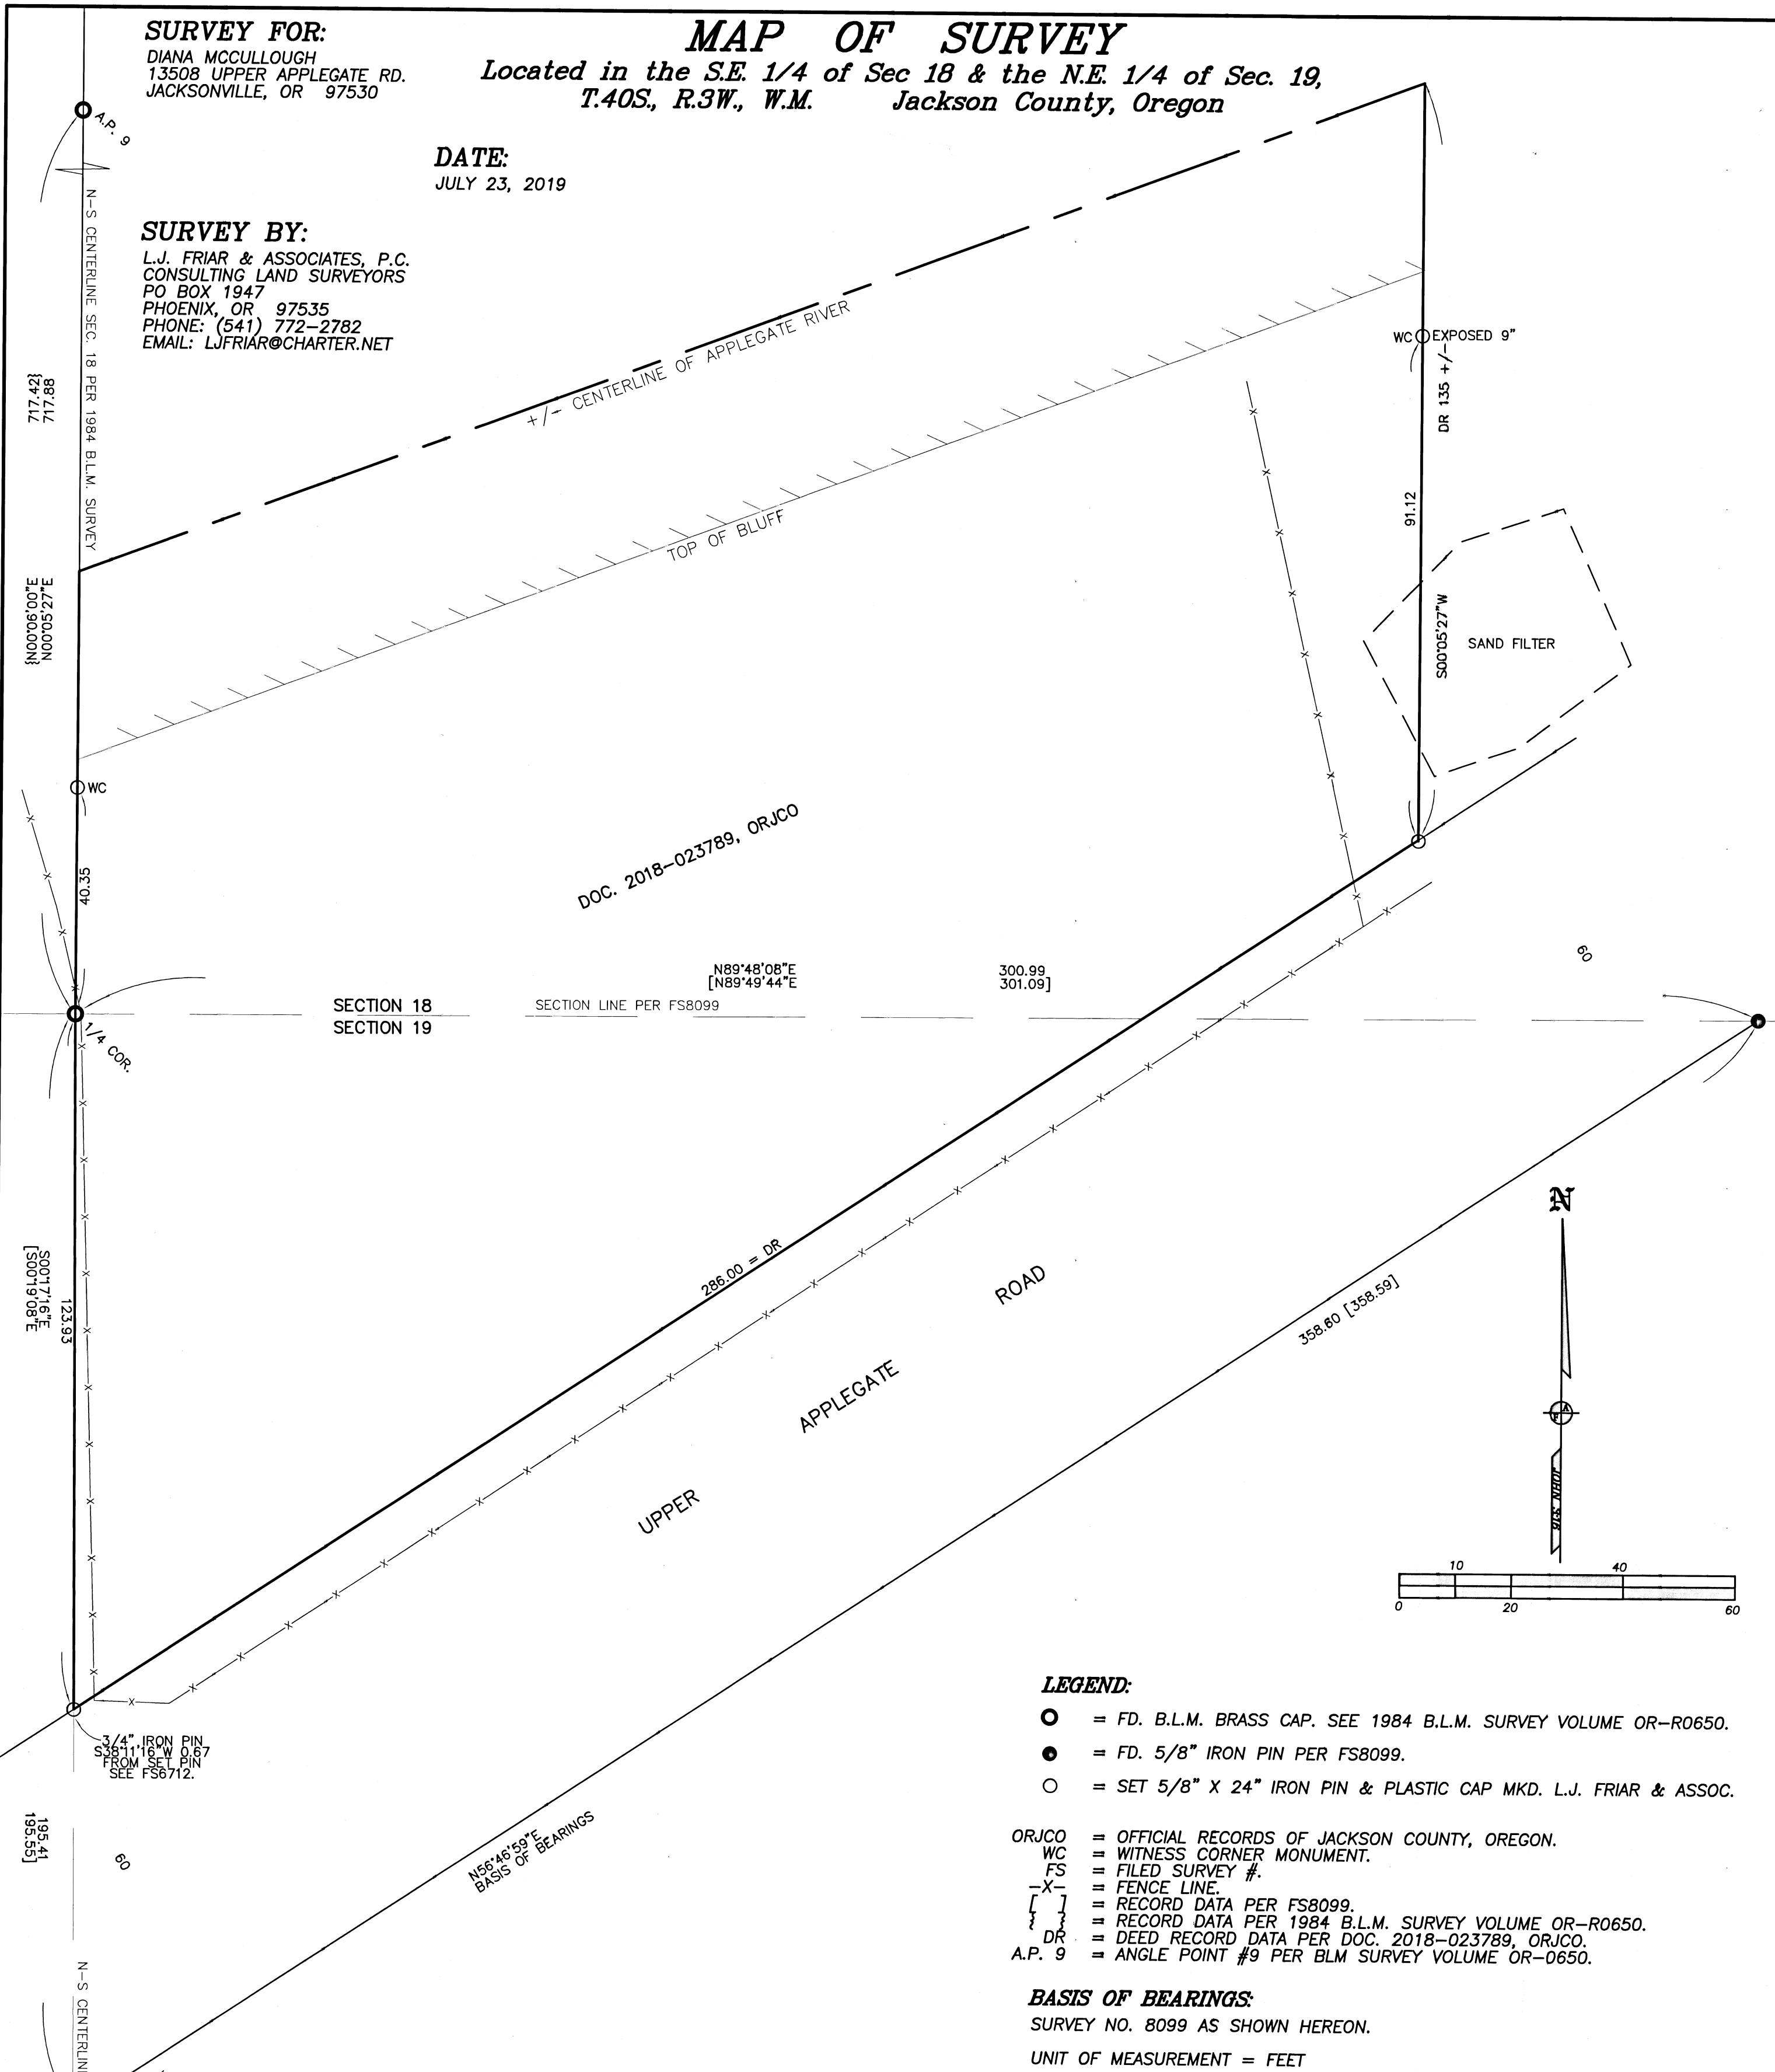 SURVEY FOR:
DIANA MCCULLOUGH
13508 UPPER APPLEGATE RD.
JACKSONVILLE, OR 97530
MAP OF SURVEY
Located in the S.E. 1/4 of Sec 18 & the N.E. 1/4 of Sec. 19,
T.40S., R.3W., W.M. Jackson County, Oregon
DATE:
JULY 23, 2019
SURVEY BY:
L.J. FRIAR & ASSOCIATES, P.C.
CONSULTING LAND SURVEYORS
PO BOX 1947
PHOENIX, OR 97535
PHONE: (541) 772-2782
EMAIL: LJFRIAR@CHARTER.NET
A.P. 9
N-S CENTERLINE SEC. 18 PER 1984 B.L.M. SURVEY
717.88
717.42}
N00°05'27"E
{N00°06'00"E
+/- CENTERLINE OF APPLEGATE RIVER
TOP OF BLUFF
WC
EXPOSED 9"
DR 135 +/-
91.12
S00°05'27"W
SAND FILTER
WC
40.35
DOC. 2018-023789, ORJCO
N89°48'08"E
[N89°49'44"E
300.99
301.09]
SECTION 18
SECTION 19
SECTION LINE PER FS8099
1/4 COR.
60
S00°17'16"E
[S00°19'08"E
123.93
286.00 = DR
UPPER
APPLEGATE
ROAD
358.60 [358.59]
N
F
A
JOHN 3:16
10
40
0
20
60
3/4" IRON PIN
S38°11'16"W 0.67
FROM SET PIN
SEE FS6712.
195.41
195.55]
60
N56°46'59"E
BASIS OF BEARINGS
N-S CENTERLINE
LEGEND:
= FD. B.L.M. BRASS CAP. SEE 1984 B.L.M. SURVEY VOLUME OR-R0650.
= FD. 5/8" IRON PIN PER FS8099.
= SET 5/8" X 24" IRON PIN & PLASTIC CAP MKD. L.J. FRIAR & ASSOC.
ORJCO = OFFICIAL RECORDS OF JACKSON COUNTY, OREGON.
WC = WITNESS CORNER MONUMENT.
FS = FILED SURVEY #.
-X- = FENCE LINE.
[ ] = RECORD DATA PER FS8099.
{ } = RECORD DATA PER 1984 B.L.M. SURVEY VOLUME OR-R0650.
DR = DEED RECORD DATA PER DOC. 2018-023789, ORJCO.
A.P. 9 = ANGLE POINT #9 PER BLM SURVEY VOLUME OR-0650.
BASIS OF BEARINGS:
SURVEY NO. 8099 AS SHOWN HEREON.
UNIT OF MEASUREMENT = FEET